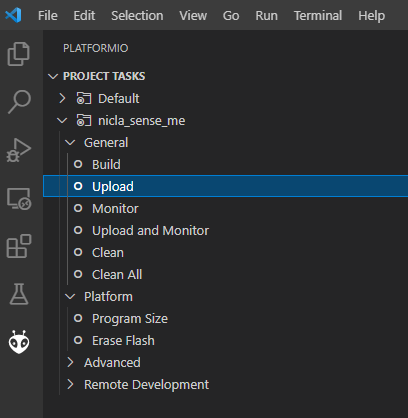 File Edit Selection View Go Run Terminal Help
PLATFORMIO
PROJECT TASKS
Default
nicla_sense_me
General
Build
Upload
Monitor
Upload and Monitor
Clean
Clean All
Platform
Program Size
Erase Flash
Advanced
Remote Development